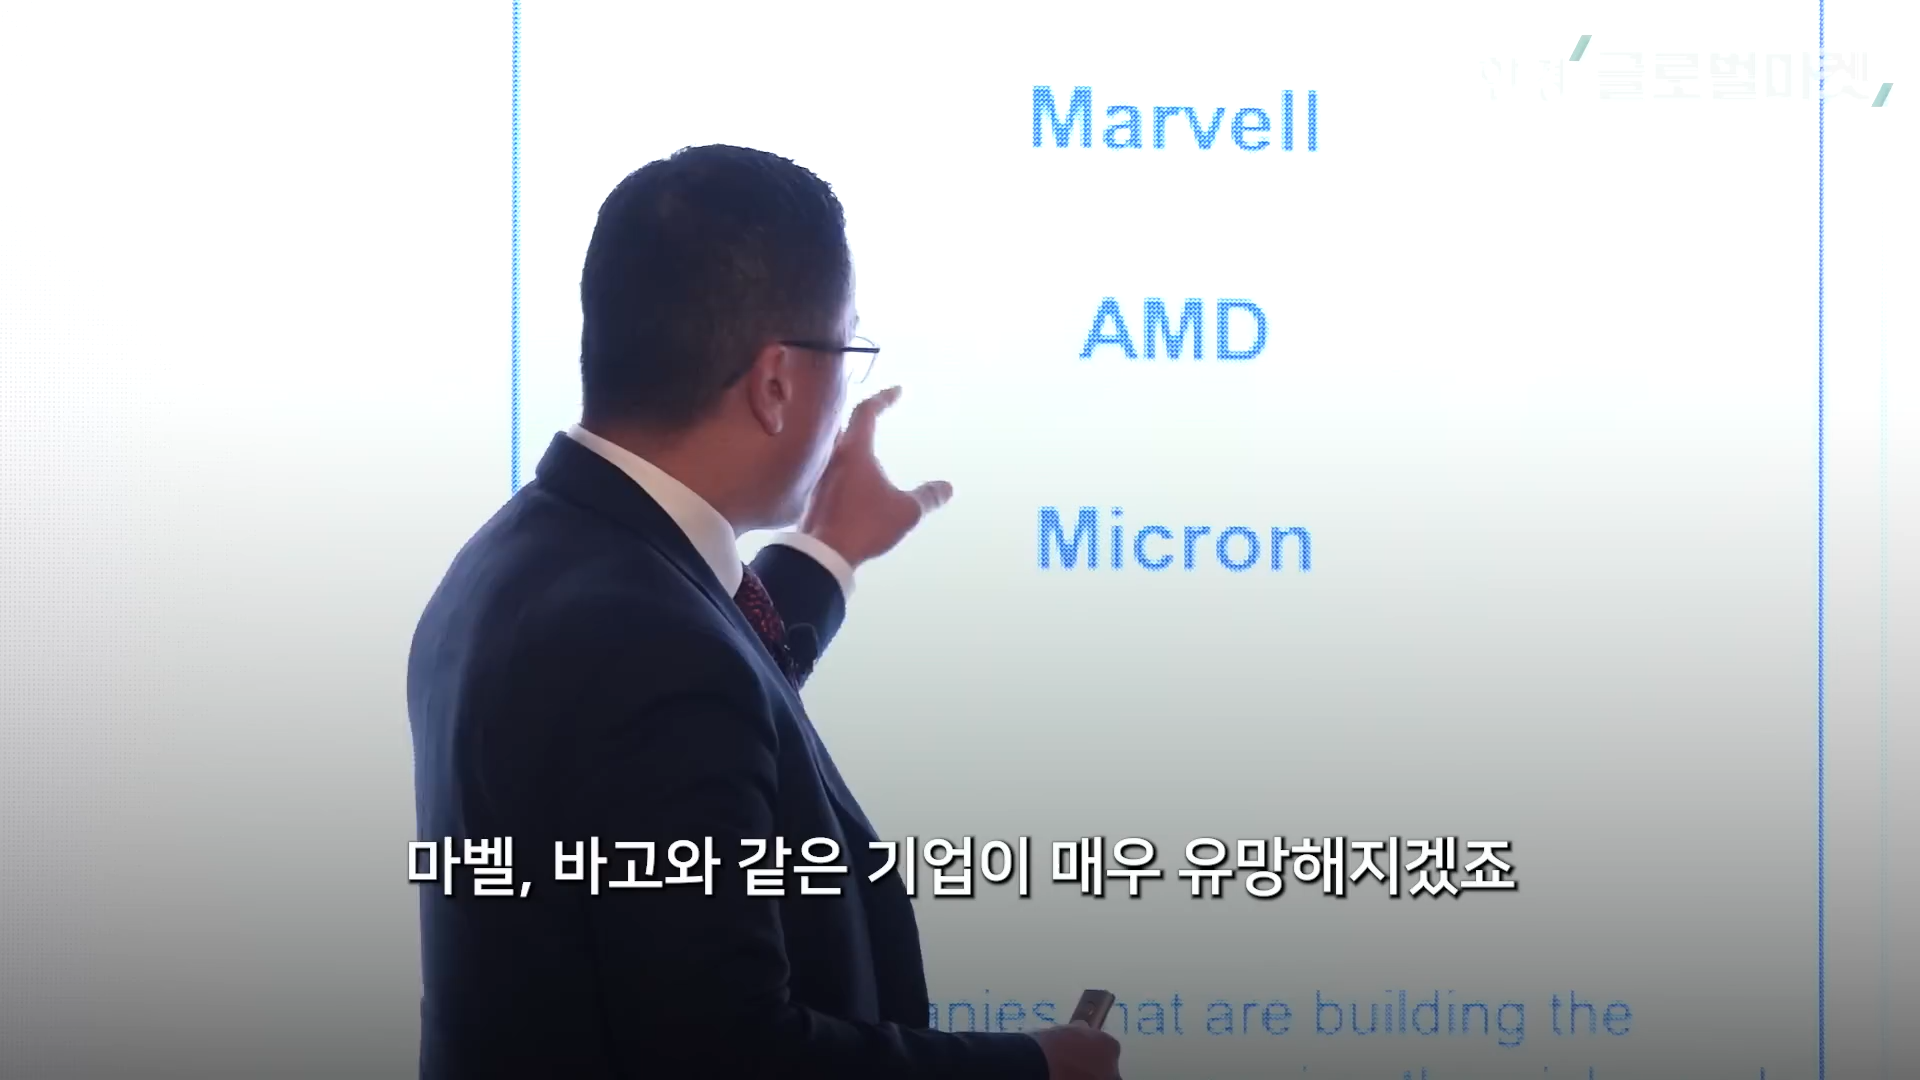 글로벌마켓
Marvell
AMD
Micron
마벨, 바고와 같은 기업이 매우 유망해지겠죠
that are building the